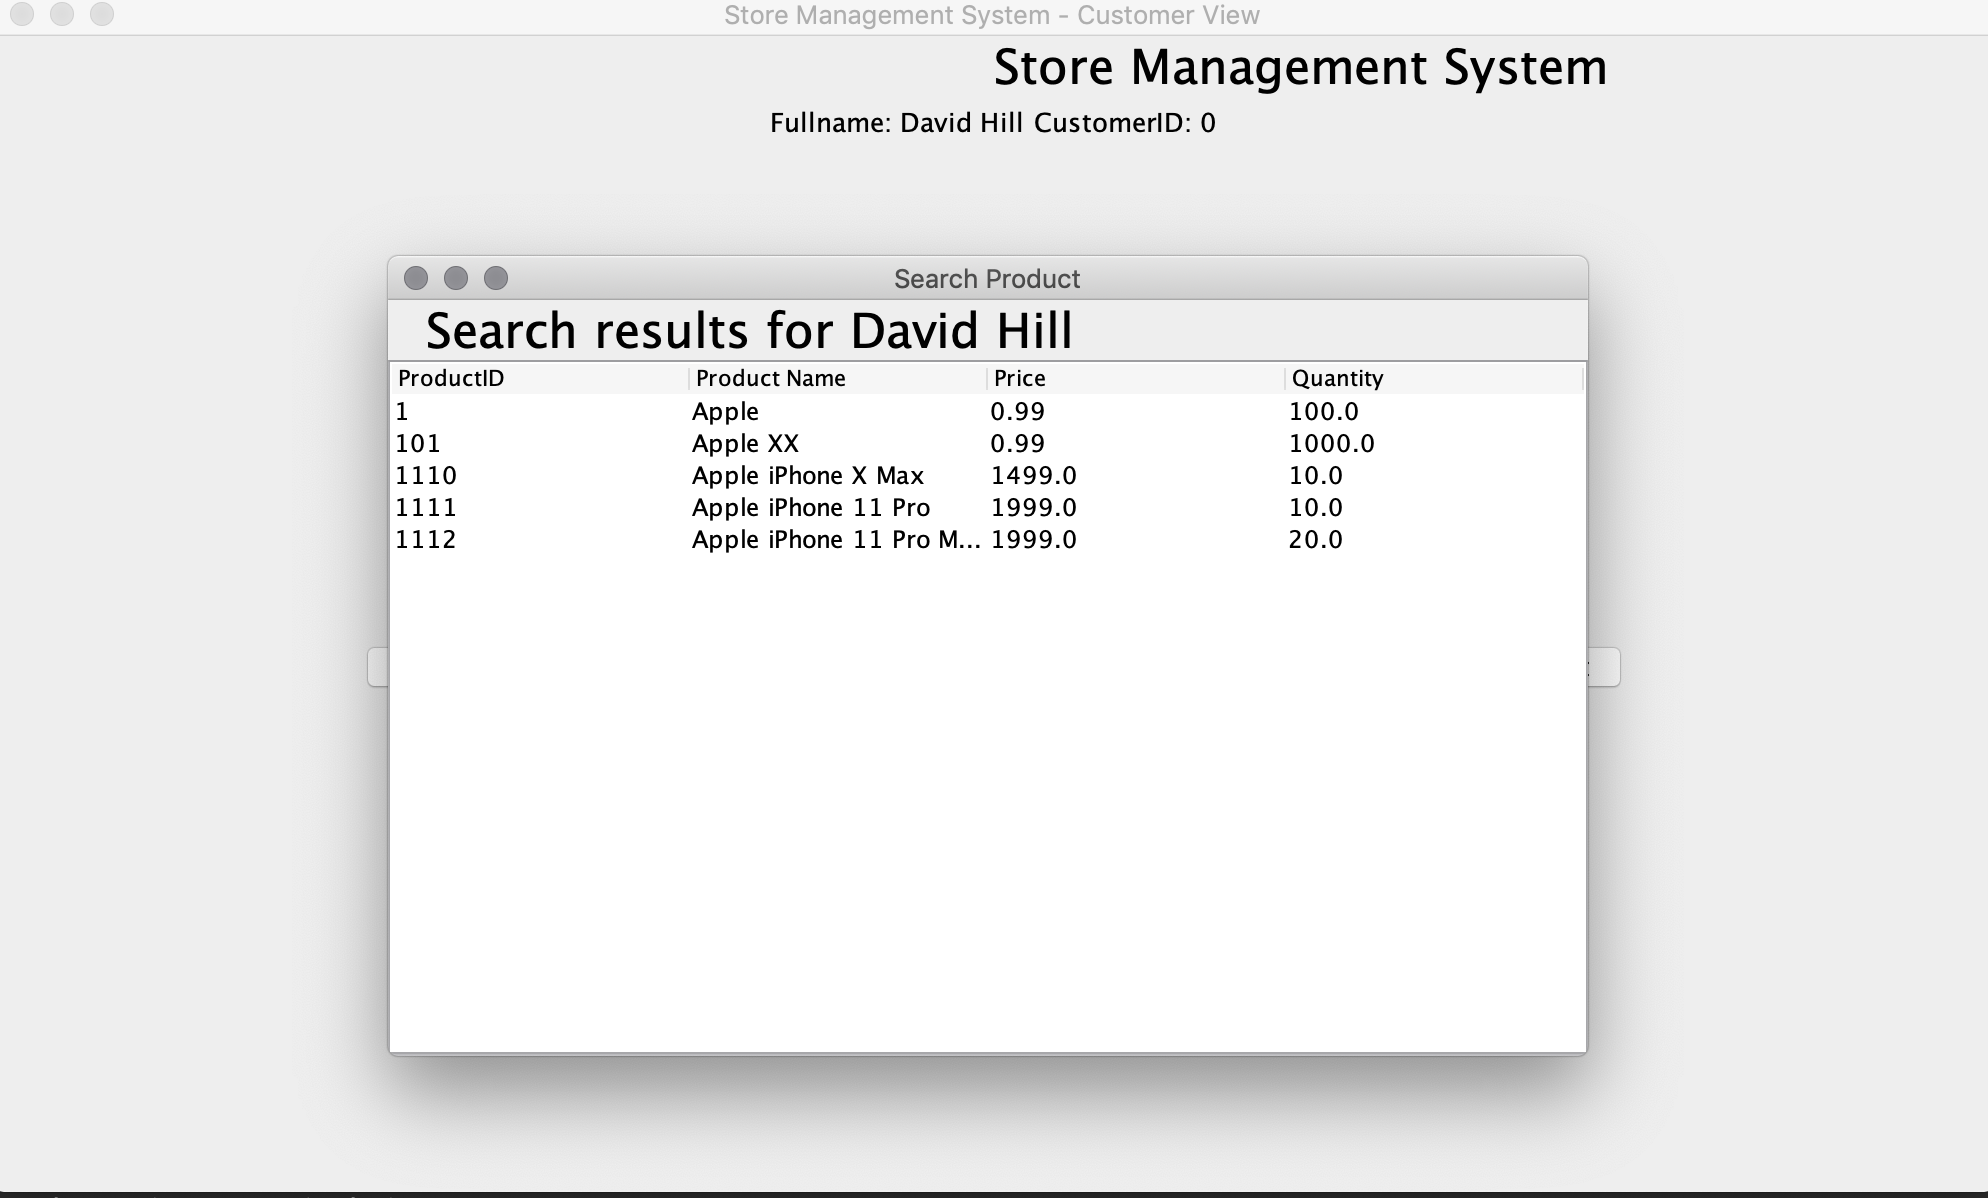 Store Management System - Customer View
Store Management System
Fullname: David Hill CustomerID: 0
Search Product
Search results for David Hill
ProductID Product Name Price Quantity
1 Apple 0.99 100.0
101 Apple XX 0.99 1000.0
1110 Apple iPhone X Max 1499.0 10.0
1111 Apple iPhone 11 Pro 1999.0 10.0
1112 Apple iPhone 11 Pro M... 1999.0 20.0